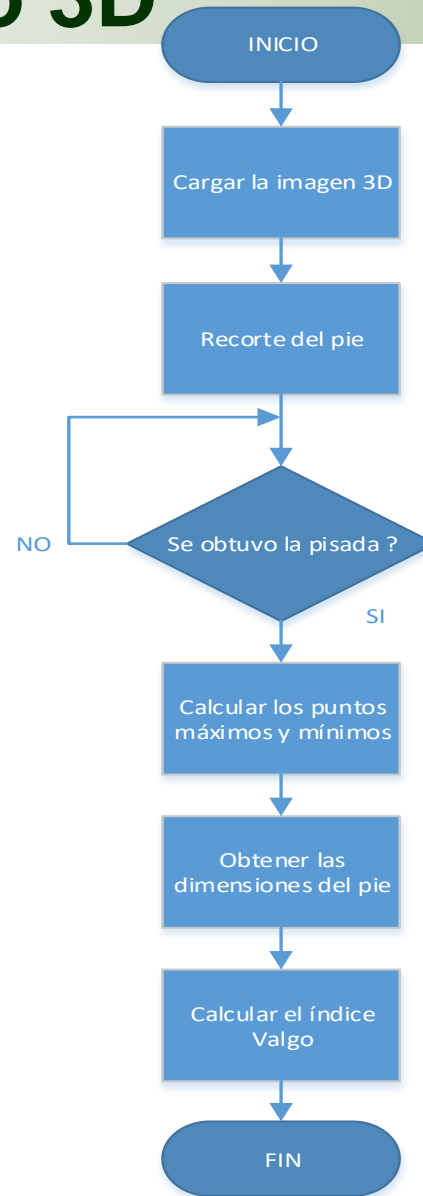 3D
INICIO
Cargar la imagen 3D
Recorte del pie
Se obtuvo la pisada ?
NO
SI
Calcular los puntos
máximos y mínimos
Obtener las
dimensiones del pie
Calcular el índice
Valgo
FIN